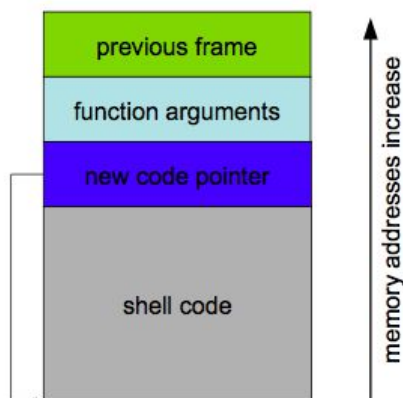 previous frame
function arguments
new code pointer
shell code
memory addresses increase